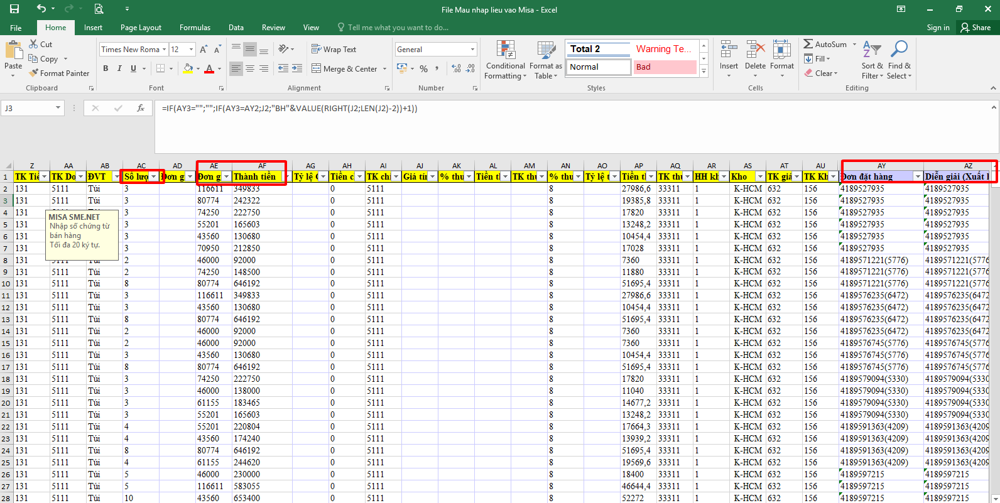 File Mau nhap lieu vao Misa - Excel
File Home Insert Page Layout Formulas Data Review View Tell me what you want to do... Sign in Share
Paste Cut Copy Format Painter Clipboard
Times New Roma 12 B I U Font
Wrap Text Merge & Center Alignment
General % Number
Conditional Formatting Format as Table
Total 2 Warning Te... Normal Bad Styles
Insert Delete Format Cells
AutoSum Fill Clear Sort & Filter Find & Select Editing
J3 fx =IF(AY3="";"";IF(AY3=AY2;J2;"BH"&VALUE(RIGHT(J2;LEN(J2)-2))+1))
Z AA AB AC AD AE AF AG AH AI AJ AK AL AM AN AO AP AQ AR AS AT AU AY AZ
1 TK Tiề TK Do ĐVT Số lượ Đơn g Đơn g Thành tiền Tỷ lệ C Tiền c TK chi Giá tín % thu Tiền t TK thu % thu Tỷ lệ t Tiền th TK thu HH kh Kho TK giá TK Kh Đơn đặt hàng Diễn giải (Xuất l
2 131 5111 Túi 3 116611 349833 0 5111 8 27986,6 33311 1 K-HCM 632 156 4189527935 4189527935
3 131 5111 Túi 3 80774 242322 0 5111 8 19385,8 33311 1 K-HCM 632 156 4189527935 4189527935
4 131 3 74250 222750 0 5111 8 17820 33311 1 K-HCM 632 156 4189527935 4189527935
5 131 3 55201 165603 0 5111 8 13248,2 33311 1 K-HCM 632 156 4189527935 4189527935
6 131 3 43560 130680 0 5111 8 10454,4 33311 1 K-HCM 632 156 4189527935 4189527935
7 131 3 70950 212850 0 5111 8 17028 33311 1 K-HCM 632 156 4189527935 4189527935
8 131 5111 Túi 2 46000 92000 0 5111 8 7360 33311 1 K-HCM 632 156 4189571221(5776) 4189571221(5776
MISA SME.NET
Nhập số chứng từ
bán hàng
Tối đa 20 ký tự.
9 131 5111 Túi 2 74250 148500 0 5111 8 11880 33311 1 K-HCM 632 156 4189571221(5776) 4189571221(5776
10 131 5111 Túi 8 80774 646192 0 5111 8 51695,4 33311 1 K-HCM 632 156 4189571221(5776) 4189571221(5776
11 131 5111 Túi 3 116611 349833 0 5111 8 27986,6 33311 1 K-HCM 632 156 4189576235(6472) 4189576235(6472
12 131 5111 Túi 3 43560 130680 0 5111 8 10454,4 33311 1 K-HCM 632 156 4189576235(6472) 4189576235(6472
13 131 5111 Túi 8 80774 646192 0 5111 8 51695,4 33311 1 K-HCM 632 156 4189576235(6472) 4189576235(6472
14 131 5111 Túi 2 46000 92000 0 5111 8 7360 33311 1 K-HCM 632 156 4189576235(6472) 4189576235(6472
15 131 5111 Túi 2 46000 92000 0 5111 8 7360 33311 1 K-HCM 632 156 4189576745(5776) 4189576745(5776
16 131 5111 Túi 3 43560 130680 0 5111 8 10454,4 33311 1 K-HCM 632 156 4189576745(5776) 4189576745(5776
17 131 5111 Túi 8 80774 646192 0 5111 8 51695,4 33311 1 K-HCM 632 156 4189576745(5776) 4189576745(5776
18 131 5111 Túi 3 74250 222750 0 5111 8 17820 33311 1 K-HCM 632 156 4189579094(5330) 4189579094(5330
19 131 5111 Túi 3 46000 138000 0 5111 8 11040 33311 1 K-HCM 632 156 4189579094(5330) 4189579094(5330
20 131 5111 Túi 3 61155 183465 0 5111 8 14677,2 33311 1 K-HCM 632 156 4189579094(5330) 4189579094(5330
21 131 5111 Túi 3 55201 165603 0 5111 8 13248,2 33311 1 K-HCM 632 156 4189579094(5330) 4189579094(5330
22 131 5111 Túi 4 55201 220804 0 5111 8 17664,3 33311 1 K-HCM 632 156 4189591363(4209) 4189591363(4209
23 131 5111 Túi 4 43560 174240 0 5111 8 13939,2 33311 1 K-HCM 632 156 4189591363(4209) 4189591363(4209
24 131 5111 Túi 8 80774 646192 0 5111 8 51695,4 33311 1 K-HCM 632 156 4189591363(4209) 4189591363(4209
25 131 5111 Túi 4 61155 244620 0 5111 8 19569,6 33311 1 K-HCM 632 156 4189591363(4209) 4189591363(4209
26 131 5111 Túi 5 46000 230000 0 5111 8 18400 33311 1 K-HCM 632 156 4189597215 4189597215
27 131 5111 Túi 5 116611 583055 0 5111 8 46644,4 33311 1 K-HCM 632 156 4189597215 4189597215
28 131 5111 Túi 10 43560 653400 0 5111 8 52272 33311 1 K-HCM 632 156 4189597215 4189597215